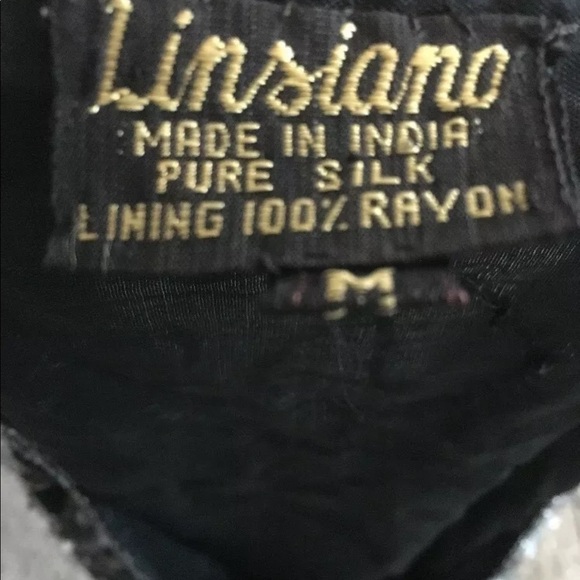 Linsiano
MADE IN INDIA
PURE SILK
LINING 100% RAYON
M